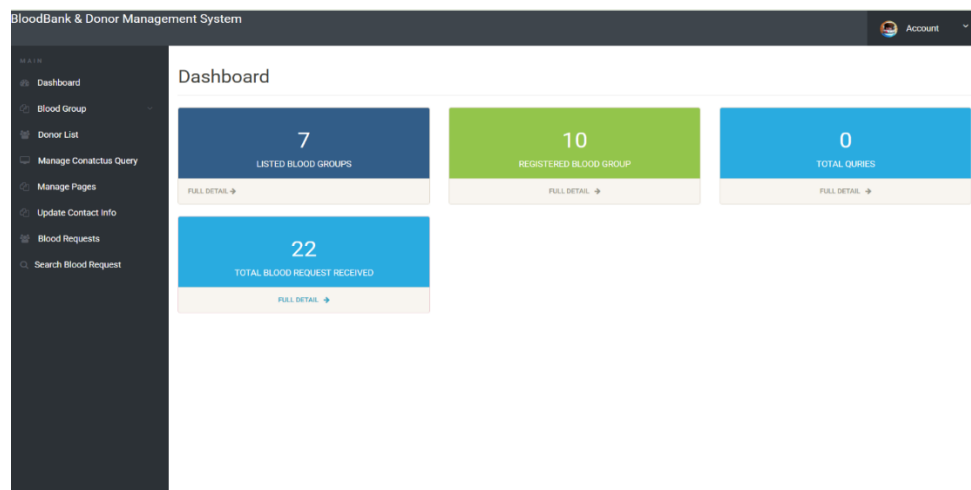 BloodBank & Donor Management System
Account
MAIN
Dashboard
Blood Group
Donor List
Manage Conatctus Query
Manage Pages
Update Contact Info
Blood Requests
Search Blood Request
Dashboard
7
LISTED BLOOD GROUPS
FULL DETAIL
10
REGISTERED BLOOD GROUP
FULL DETAIL
0
TOTAL QURIES
FULL DETAIL
22
TOTAL BLOOD REQUEST RECEIVED
FULL DETAIL